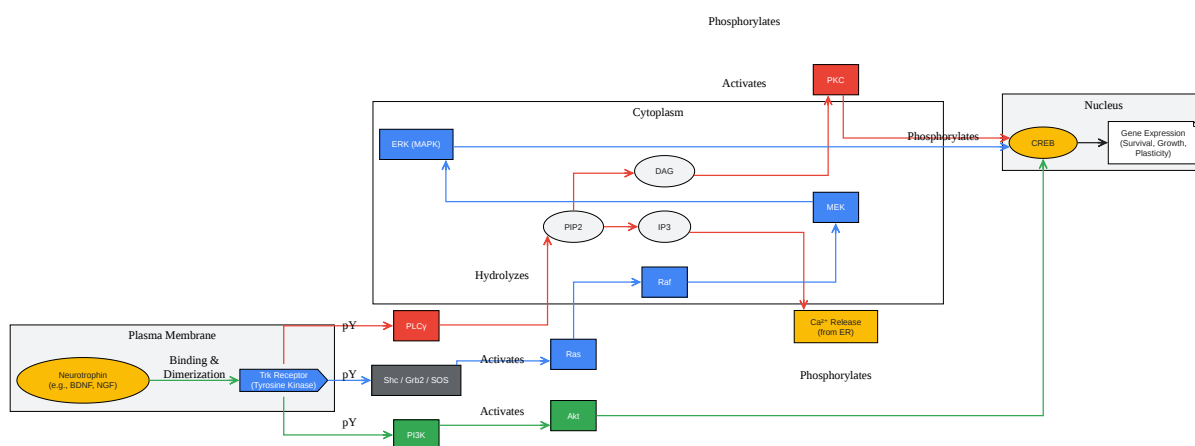 Phosphorylates
Activates
PKC
Cytoplasm
Nucleus
ERK (MAPK)
Phosphorylates
CREB
Gene Expression
(Survival, Growth,
Plasticity)
DAG
MEK
PIP2
IP3
Hydrolyzes
Raf
Ca²⁺ Release
(from ER)
Plasma Membrane
pY
PLCγ
Ras
Binding &
Dimerization
Activates
Neurotrophin
(e.g., BDNF, NGF)
Trk Receptor
(Tyrosine Kinase)
pY
Shc / Grb2 / SOS
Phosphorylates
Activates
Akt
pY
PI3K